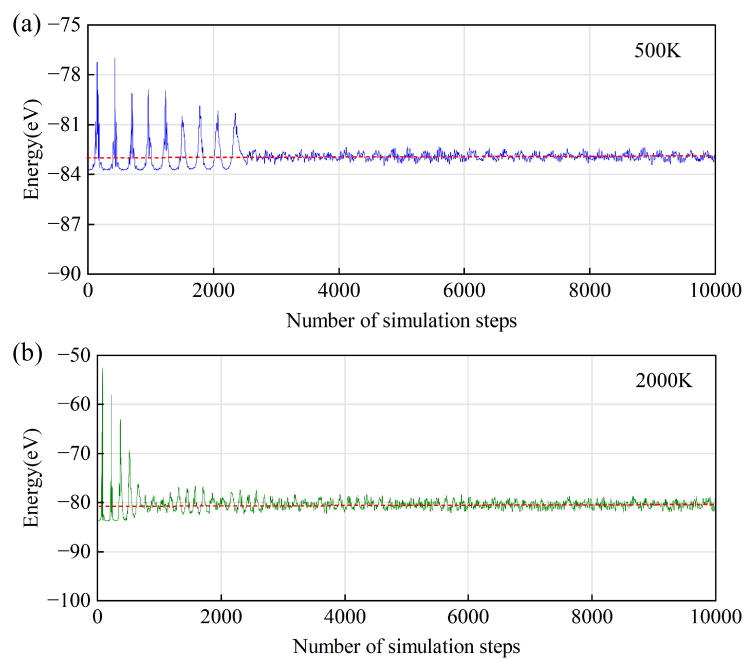 (a)
500K
Energy(eV)
−75
−78
−81
−84
−87
−90
0 2000 4000 6000 8000 10000
Number of simulation steps
(b)
2000K
Energy(eV)
−50
−60
−70
−80
−90
−100
0 2000 4000 6000 8000 10000
Number of simulation steps